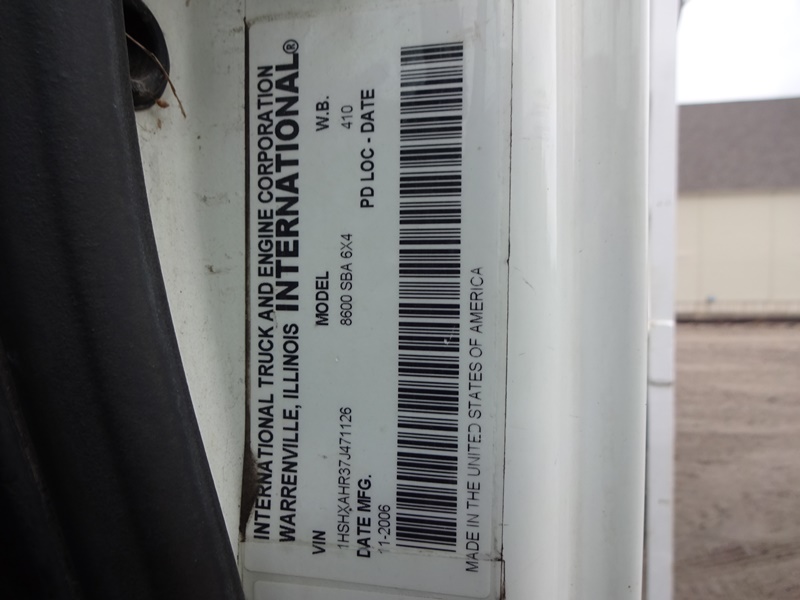 INTERNATIONAL TRUCK AND ENGINE CORPORATION
WARRENVILLE, ILLINOIS INTERNATIONAL®
VIN MODEL W.B.
1HSHXAHR37J471126 8600 SBA 6X4 410
DATE MFG. PD LOC - DATE
11-2006
MADE IN THE UNITED STATES OF AMERICA